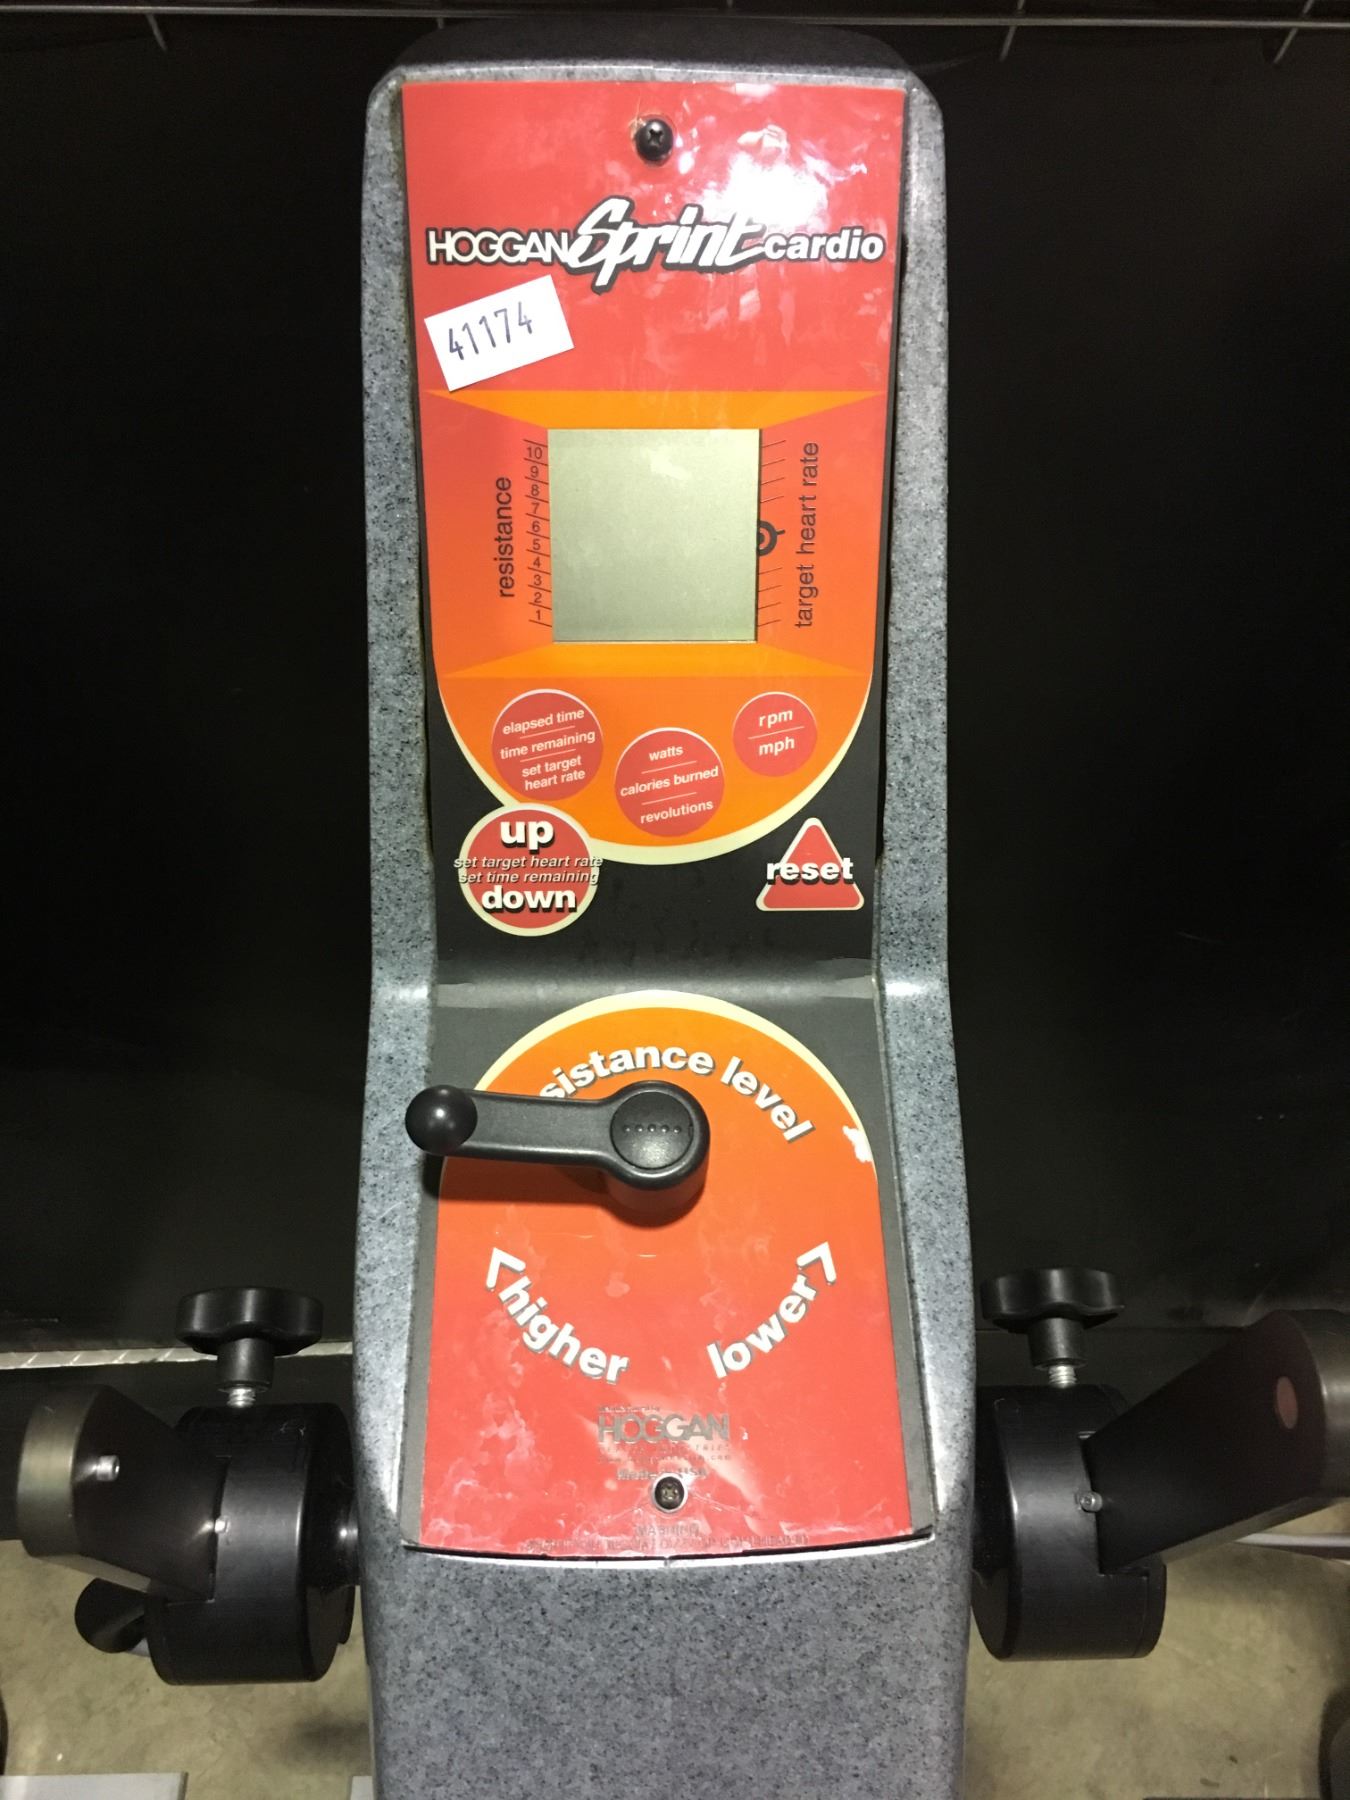 HOGGAN Sprint cardio
41174
resistance
10
9
8
7
6
5
4
3
2
1
target heart rate
elapsed time
time remaining
set target
heart rate
watts
calories burned
revolutions
rpm
mph
up
set target heart rate
set time remaining
down
reset
sistance level
higher
lower
HOGGAN
WARNING